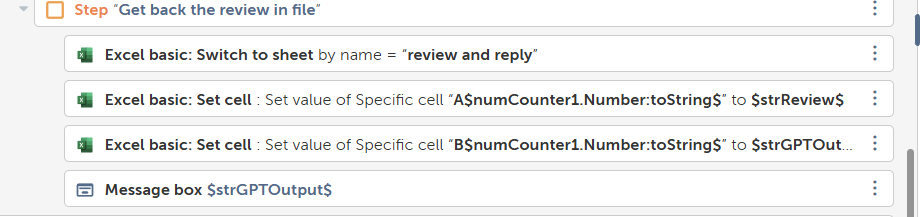 Step “Get back the review in file”
Excel basic: Switch to sheet by name = “review and reply”
Excel basic: Set cell : Set value of Specific cell “A$numCounter1.Number:toString$” to $strReview$
Excel basic: Set cell : Set value of Specific cell “B$numCounter1.Number:toString$” to $strGPTOut...
Message box $strGPTOutput$